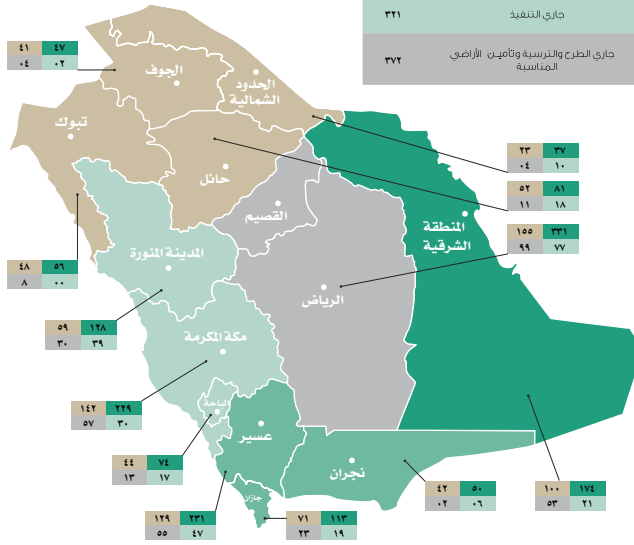 جاري التنفيذ ٣٢١
جاري الطرح والترسية وتأمين الأراضي المناسبة ٣٧٢
٤١ ٤٧
٠٤ ٠٢
الجوف
الحدود الشمالية
تبوك
حائل
٢٣ ٣٧
٠٤ ١٠
٥٢ ٨١
١١ ١٨
القصيم
المنطقة الشرقية
١٥٥ ٣٣١
٩٩ ٧٧
المدينة المنورة
٤٨ ٥٦
٨ ٠٠
الرياض
٥٩ ١٢٨
٣٠ ٣٩
مكة المكرمة
١٤٢ ٢٢٩
٥٧ ٣٠
الباحة
عسير
٤٤ ٧٤
١٣ ١٧
نجران
جازان
٤٢ ٥٠
٠٢ ٠٦
١٠٠ ١٧٤
٥٣ ٢١
١٢٩ ٢٣١
٥٥ ٤٧
٧١ ١١٣
٢٣ ١٩